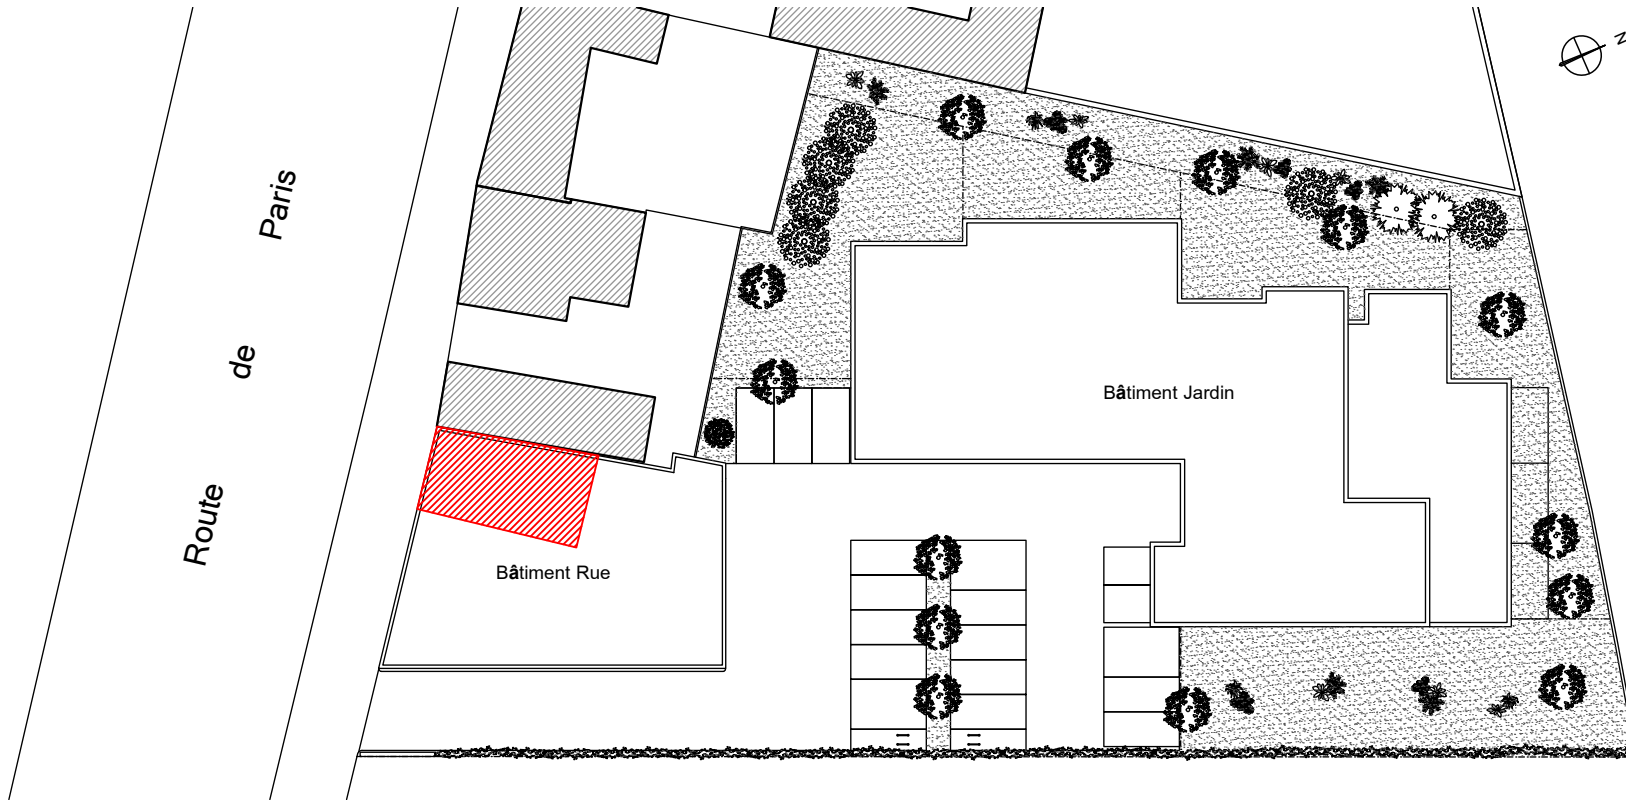 N
Paris
de
Route
Bâtiment Jardin
Bâtiment Rue